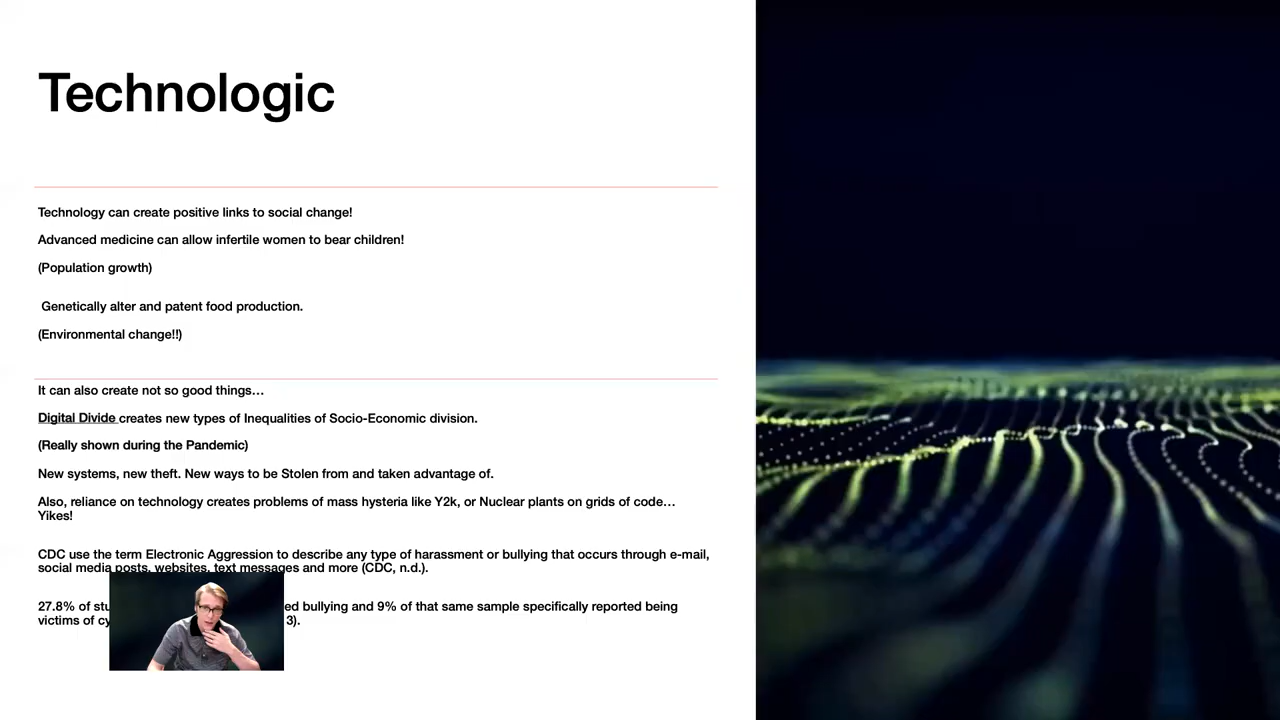 Technologic
Technology can create positive links to social change!
Advanced medicine can allow infertile women to bear children!
(Population growth)
Genetically alter and patent food production.
(Environmental change!!)
It can also create not so good things…
Digital Divide creates new types of Inequalities of Socio-Economic division.
(Really shown during the Pandemic)
New systems, new theft. New ways to be Stolen from and taken advantage of.
Also, reliance on technology creates problems of mass hysteria like Y2k, or Nuclear plants on grids of code…
Yikes!
CDC use the term Electronic Aggression to describe any type of harassment or bullying that occurs through e-mail,
social media posts, websites, text messages and more (CDC, n.d.).
27.8% of bullying and 9% of that same sample specifically reported being
victims of 3).